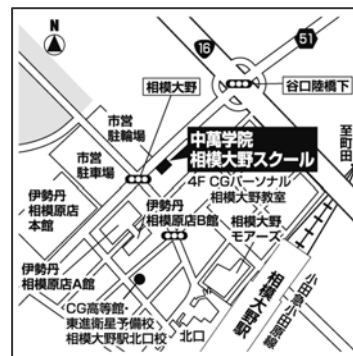 N
16
51
相模大野
谷口陸橋下
市営
駐輪場
中萬学院
相模大野スクール
市営
駐車場
4F CGパーソナル
相模大野教室
至町田
伊勢丹
相模原店
本館
伊勢丹
相模原店B館
相模大野
モアーズ
伊勢丹
相模原店A館
小田急小田原線
相模大野駅
CG高等館・
東進衛星予備校
相模大野駅北口校
北口